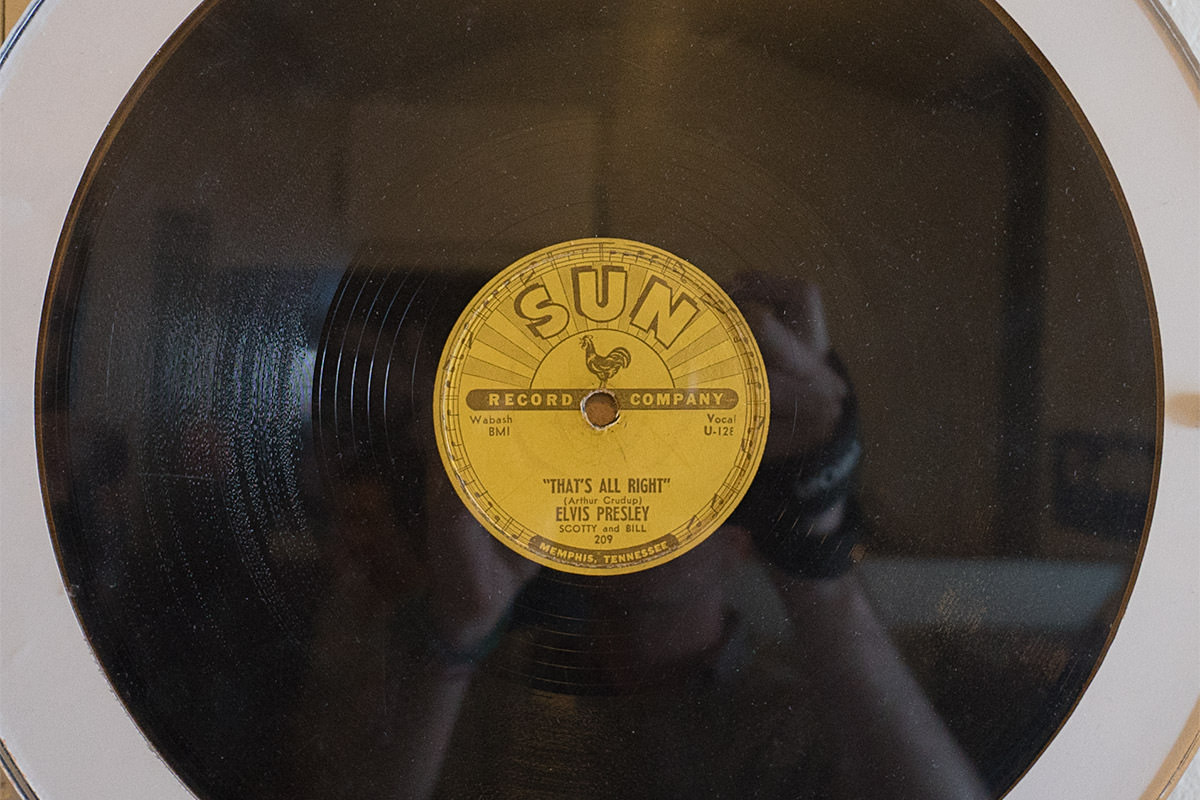 SUN
RECORD COMPANY
Wabash Vocal
BMI U-128
"THAT'S ALL RIGHT"
(Arthur Crudup)
ELVIS PRESLEY
SCOTTY and BILL
209
MEMPHIS, TENNESSEE